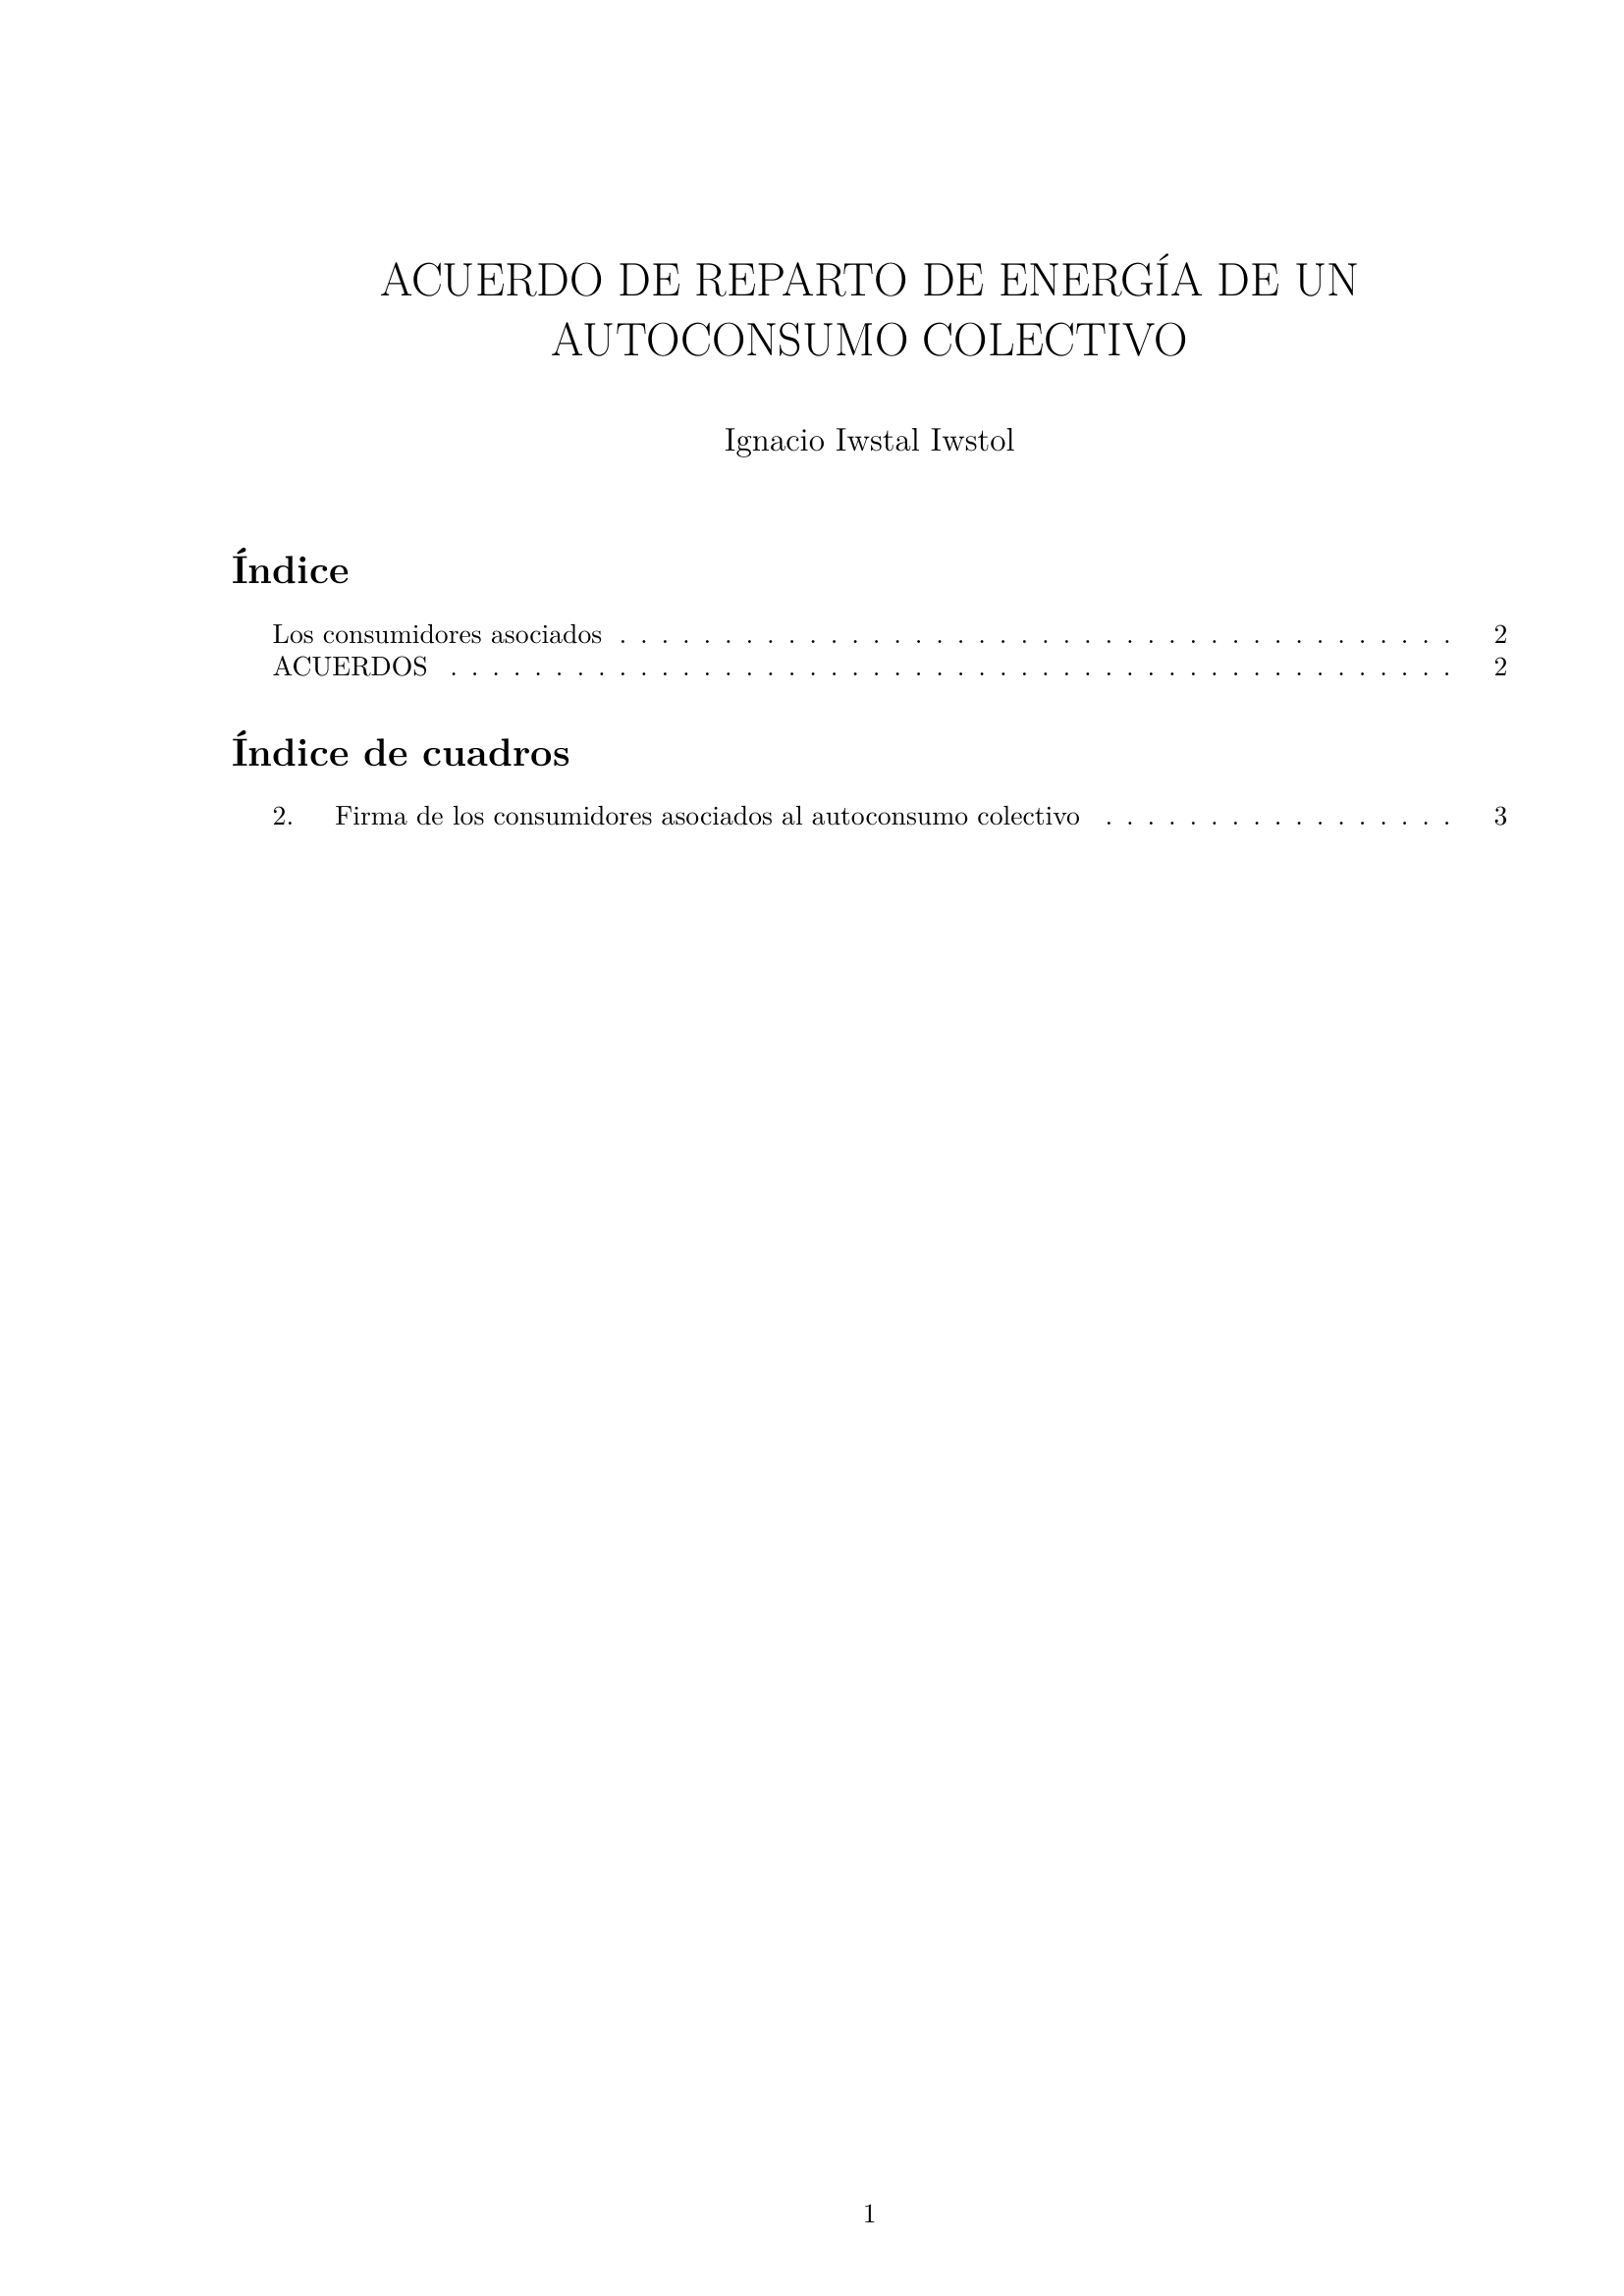 ACUERDO DE REPARTO DE ENERGÍA DE UN
AUTOCONSUMO COLECTIVO
Ignacio Iwstal Iwstol
Índice
Los consumidores asociados . . . . . . . . . . . . . . . . . . . . . . . . . . . . . . . . . . . . . . . . 2
ACUERDOS . . . . . . . . . . . . . . . . . . . . . . . . . . . . . . . . . . . . . . . . . . . . . . . . 2
Índice de cuadros
2. Firma de los consumidores asociados al autoconsumo colectivo . . . . . . . . . . . . . . . . . 3
1